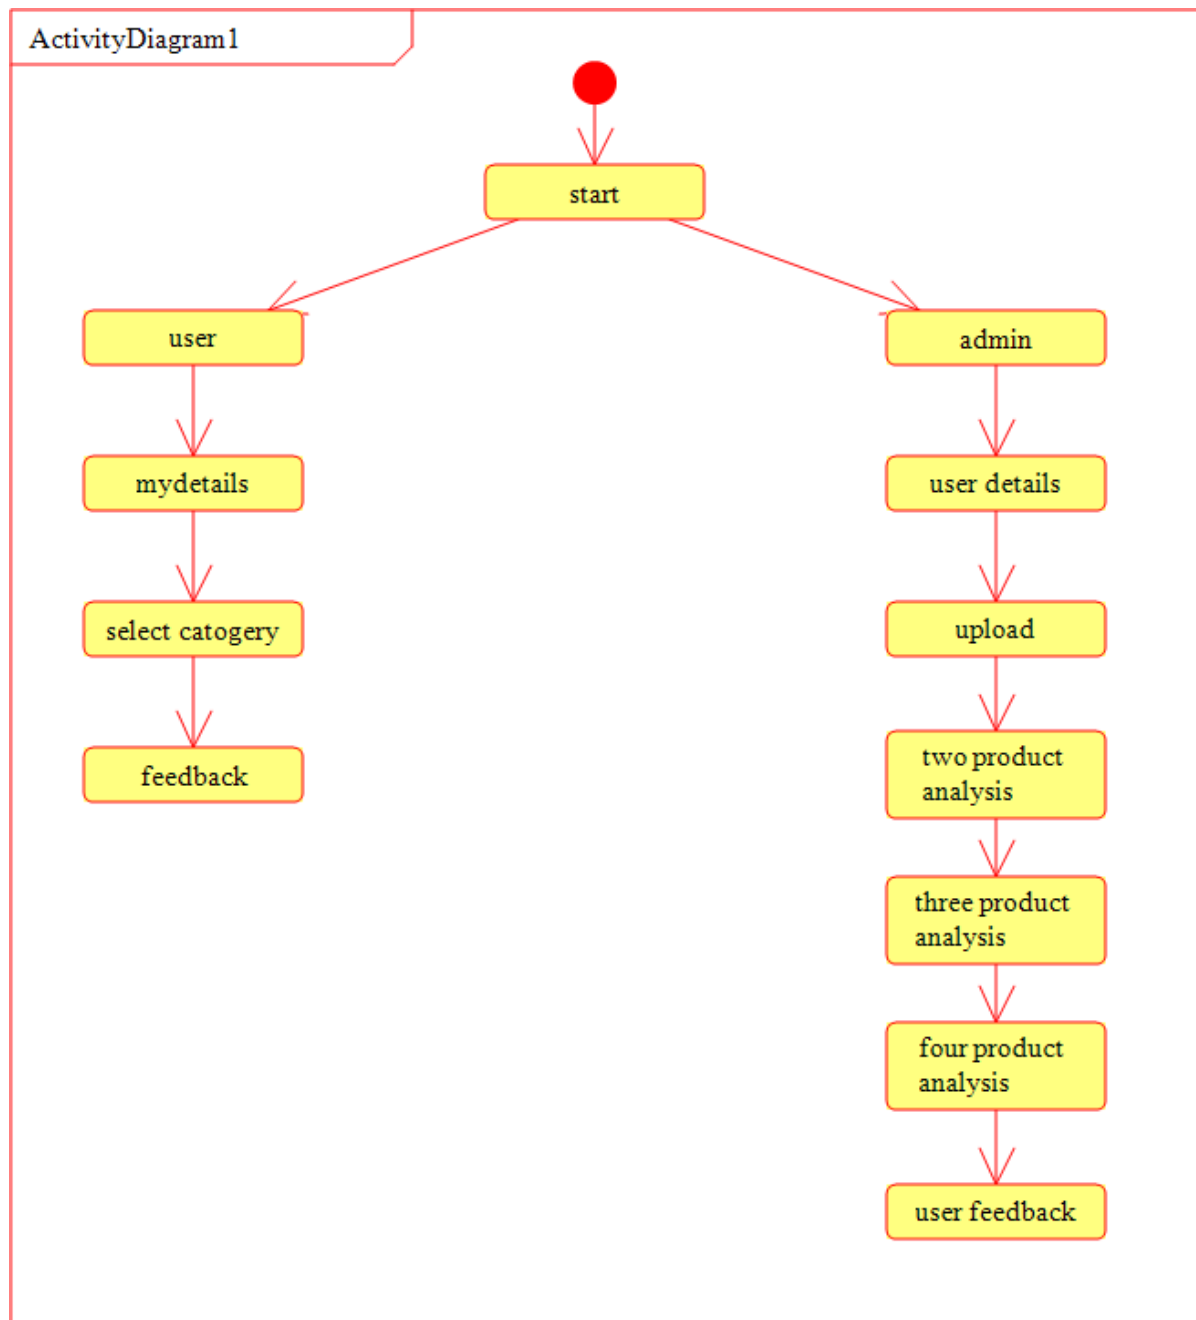 ActivityDiagram1
start
user
admin
mydetails
user details
select catogery
upload
feedback
two product
analysis
three product
analysis
four product
analysis
user feedback